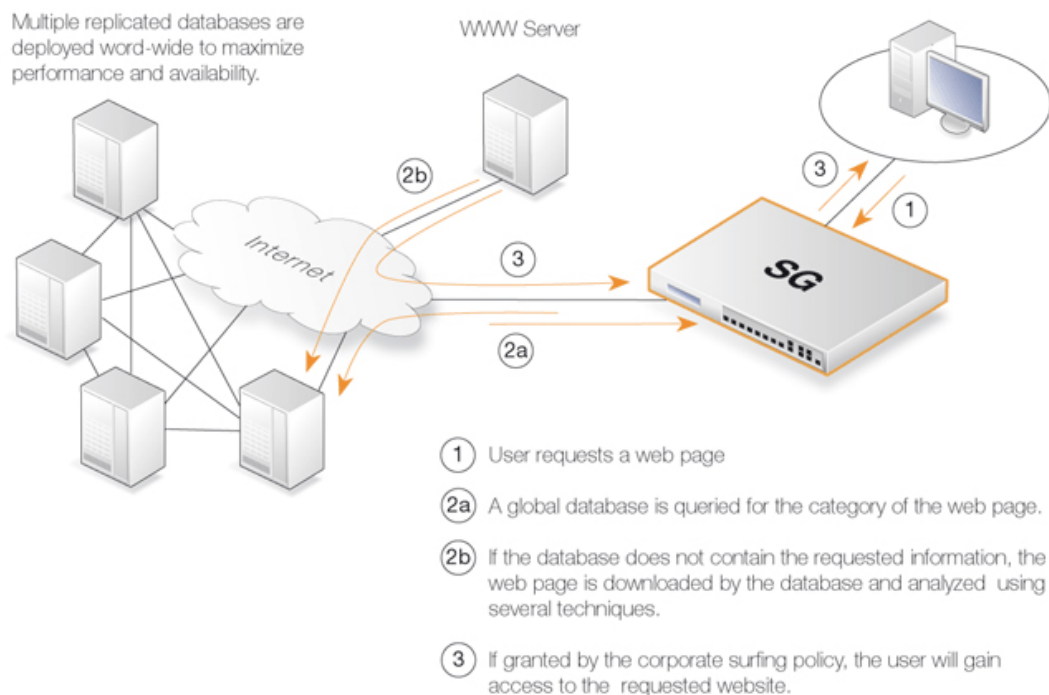 Multiple replicated databases are
deployed word-wide to maximize
performance and availability.
WWW Server
2b
3
1
Internet
3
SG
2a
1 User requests a web page
2a A global database is queried for the category of the web page.
2b If the database does not contain the requested information, the
web page is downloaded by the database and analyzed using
several techniques.
3 If granted by the corporate surfing policy, the user will gain
access to the requested website.